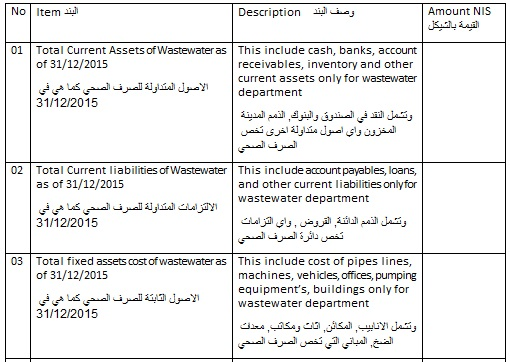 No Item البند Description وصف البند Amount NIS
القيمة بالشيكل
01 Total Current Assets of Wastewater as
of 31/12/2015
الاصول المتداولة للصرف الصحي كما هي في
31/12/2015
This include cash, banks, account
receivables, inventory and other
current assets only for wastewater
department
وتشمل النقد في الصندوق والبنوك, الذمم المدينة
المخزون واي اصول متداولة اخرى تخص
الصرف الصحي
02 Total Current liabilities of Wastewater
as of 31/12/2015
الالتزامات المتداولة للصرف الصحي كما هي في
31/12/2015
This include account payables, loans,
and other current liabilities only for
wastewater department
وتشمل الذمم الدائنة, القروض , واي التزامات
تخص دائرة الصرف الصحي
03 Total fixed assets cost of wastewater as
of 31/12/2015
الاصول الثابتة للصرف الصحي كما هي في
31/12/2015
This include cost of pipes lines,
machines, vehicles, offices, pumping
equipment's, buildings only for
wastewater department
وتشمل الانابيب, المكائن, اثاث ومكاتب, معدات
الضخ, المباني التي تخص الصرف الصحي